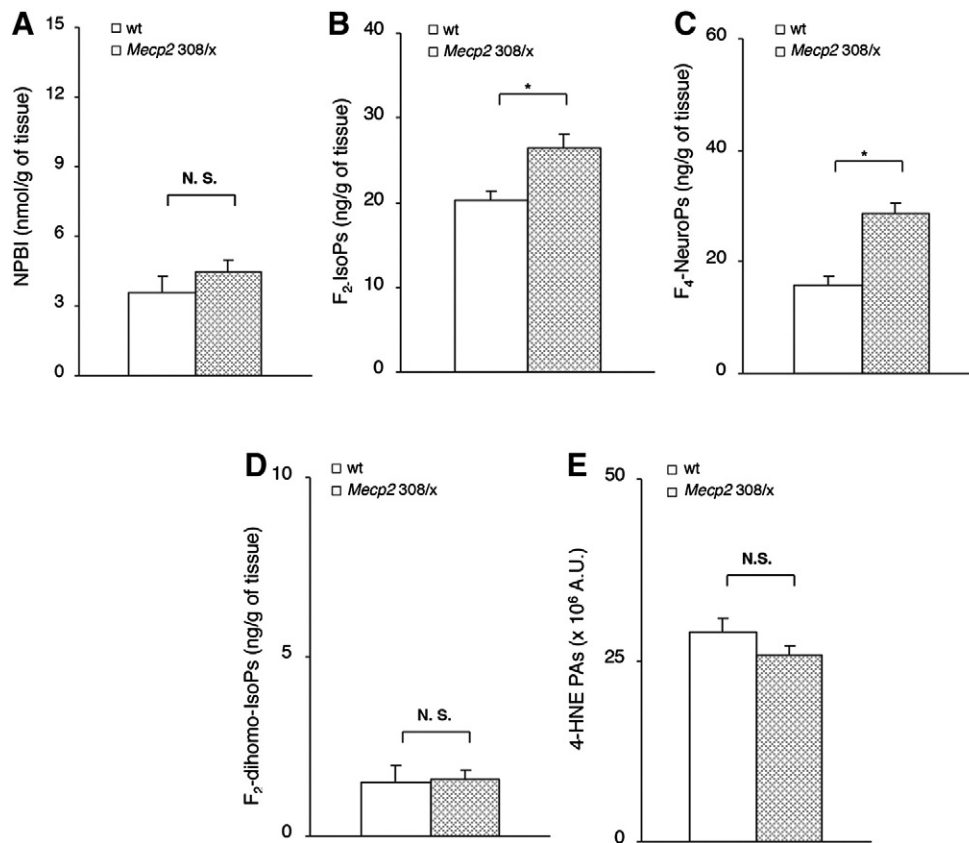 A
wt
Mecp2 308/x
NPBI (nmol/g of tissue)
15
12
9
6
3
0
N. S.
B
wt
Mecp2 308/x
F₂-IsoPs (ng/g of tissue)
40
30
20
10
0
*
C
wt
Mecp2 308/x
F₄-NeuroPs (ng/g of tissue)
60
40
20
0
*
D
wt
Mecp2 308/x
F₂-dihomo-IsoPs (ng/g of tissue)
10
5
0
N. S.
E
wt
Mecp2 308/x
4-HNE PAs (x 10⁶ A.U.)
50
25
0
N.S.